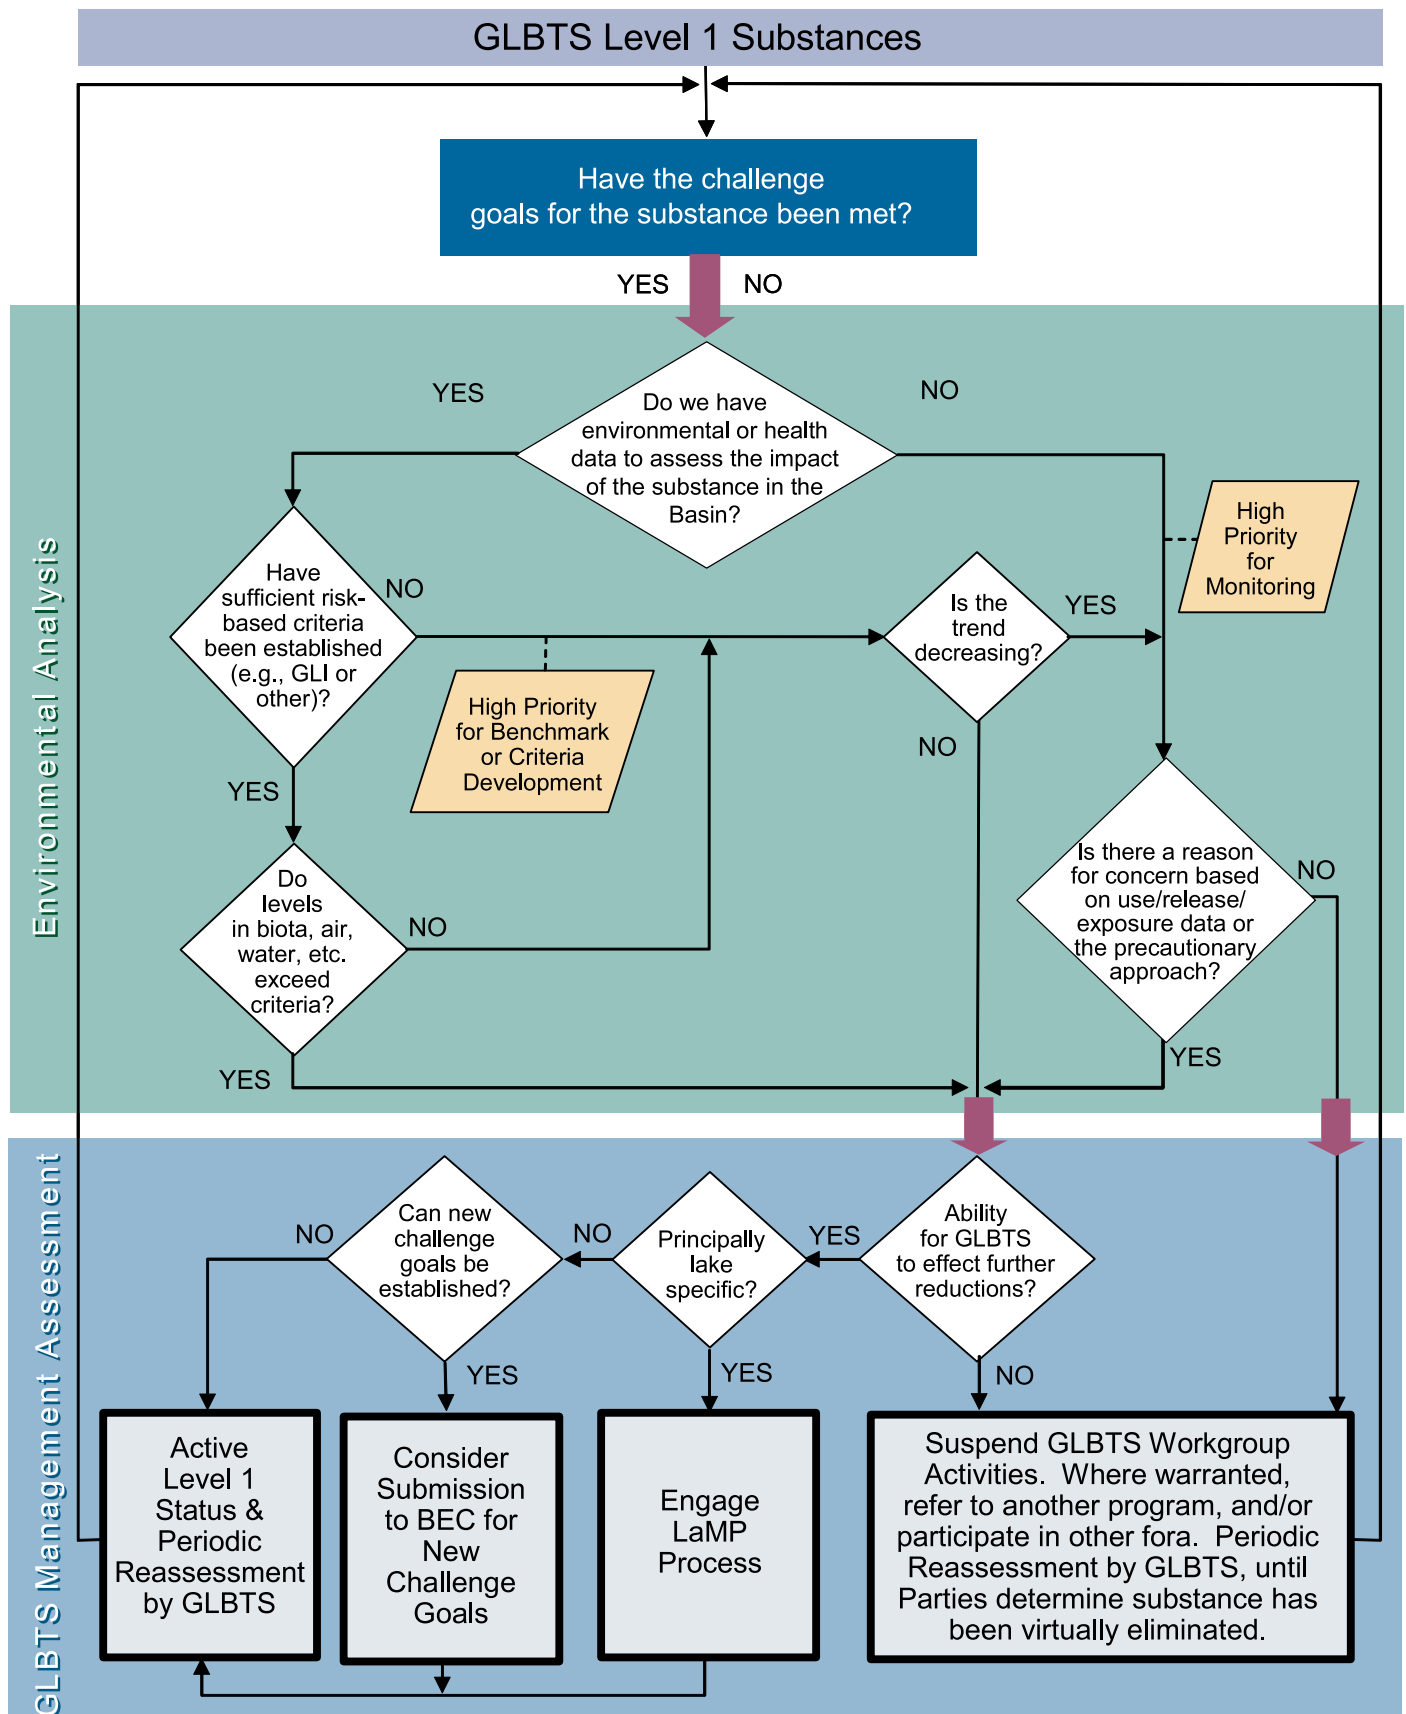 GLBTS Level 1 Substances
Have the challenge
goals for the substance been met?
YES
NO
Environmental Analysis
YES
NO
Do we have
environmental or health
data to assess the impact
of the substance in the
Basin?
High
Priority
for
Monitoring
Have
sufficient risk-
based criteria
been established
(e.g., GLI or
other)?
NO
Is the
trend
decreasing?
YES
High Priority
for Benchmark
or Criteria
Development
NO
YES
Do
levels
in biota, air,
water, etc.
exceed
criteria?
NO
Is there a reason
for concern based
on use/release/
exposure data or
the precautionary
approach?
NO
YES
YES
GLBTS Management Assessment
Can new
challenge
goals be
established?
NO
Principally
lake
specific?
NO
Ability
for GLBTS
to effect further
reductions?
YES
YES
YES
NO
Active
Level 1
Status &
Periodic
Reassessment
by GLBTS
Consider
Submission
to BEC for
New
Challenge
Goals
Engage
LaMP
Process
Suspend GLBTS Workgroup
Activities.  Where warranted,
refer to another program, and/or
participate in other fora.  Periodic
Reassessment by GLBTS, until
Parties determine substance has
been virtually eliminated.